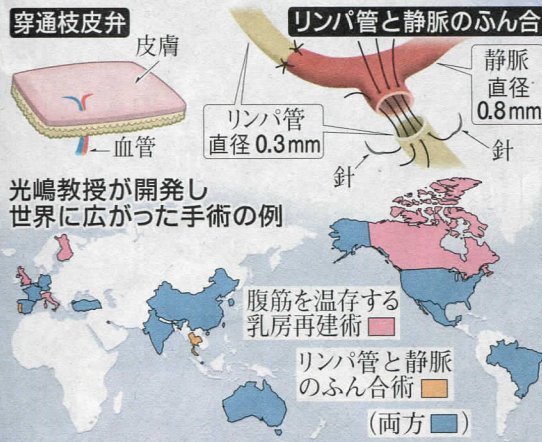 穿通枝皮弁
皮膚
血管
リンパ管と静脈のふん合
静脈
直径
0.8mm
リンパ管
直径0.3mm
針
針
光嶋教授が開発し
世界に広がった手術の例
腹筋を温存する
乳房再建術
リンパ管と静脈
のふん合術
(両方)